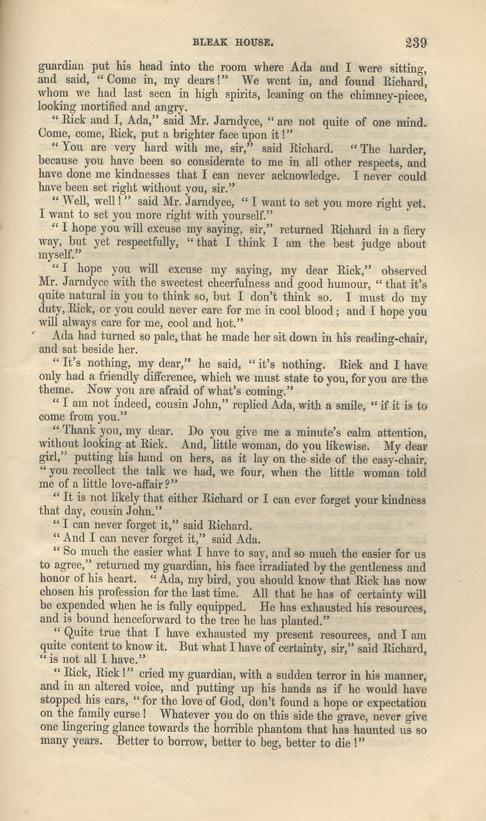 BLEAK HOUSE. 239
guardian put his head into the room where Ada and I were sitting,
and said, “Come in, my dears!” We went in, and found Richard,
whom we had last seen in high spirits, leaning on the chimney-piece,
looking mortified and angry.
“Rick and I, Ada,” said Mr. Jarndyce, “are not quite of one mind.
Come, come, Rick, put a brighter face upon it!”
“You are very hard with me, sir,” said Richard. “The harder,
because you have been so considerate to me in all other respects, and
have done me kindnesses that I can never acknowledge. I never could
have been set right without you, sir.”
“Well, well!” said Mr. Jarndyce, “I want to set you more right yet.
I want to set you more right with yourself.”
“I hope you will excuse my saying, sir,” returned Richard in a fiery
way, but yet respectfully, “that I think I am the best judge about
myself.”
“I hope you will excuse my saying, my dear Rick,” observed
Mr. Jarndyce with the sweetest cheerfulness and good humour, “that it’s
quite natural in you to think so, but I don’t think so. I must do my
duty, Rick, or you could never care for me in cool blood; and I hope you
will always care for me, cool and hot.”
Ada had turned so pale, that he made her sit down in his reading-chair,
and sat beside her.
“It’s nothing, my dear,” he said, “it’s nothing. Rick and I have
only had a friendly difference, which we must state to you, for you are the
theme. Now you are afraid of what’s coming.”
“I am not indeed, cousin John,” replied Ada, with a smile, “if it is to
come from you.”
“Thank you, my dear. Do you give me a minute’s calm attention,
without looking at Rick. And, little woman, do you likewise. My dear
girl,” putting his hand on hers, as it lay on the side of the easy-chair,
“you recollect the talk we had, we four, when the little woman told
me of a little love-affair?”
“It is not likely that either Richard or I can ever forget your kindness
that day, cousin John.”
“I can never forget it,” said Richard.
“And I can never forget it,” said Ada.
“So much the easier what I have to say, and so much the easier for us
to agree,” returned my guardian, his face irradiated by the gentleness and
honor of his heart. “Ada, my bird, you should know that Rick has now
chosen his profession for the last time. All that he has of certainty will
be expended when he is fully equipped. He has exhausted his resources,
and is bound henceforward to the tree he has planted.”
“Quite true that I have exhausted my present resources, and I am
quite content to know it. But what I have of certainty, sir,” said Richard,
“is not all I have.”
“Rick, Rick!” cried my guardian, with a sudden terror in his manner,
and in an altered voice, and putting up his hands as if he would have
stopped his ears, “for the love of God, don’t found a hope or expectation
on the family curse! Whatever you do on this side the grave, never give
one lingering glance towards the horrible phantom that has haunted us so
many years. Better to borrow, better to beg, better to die!”